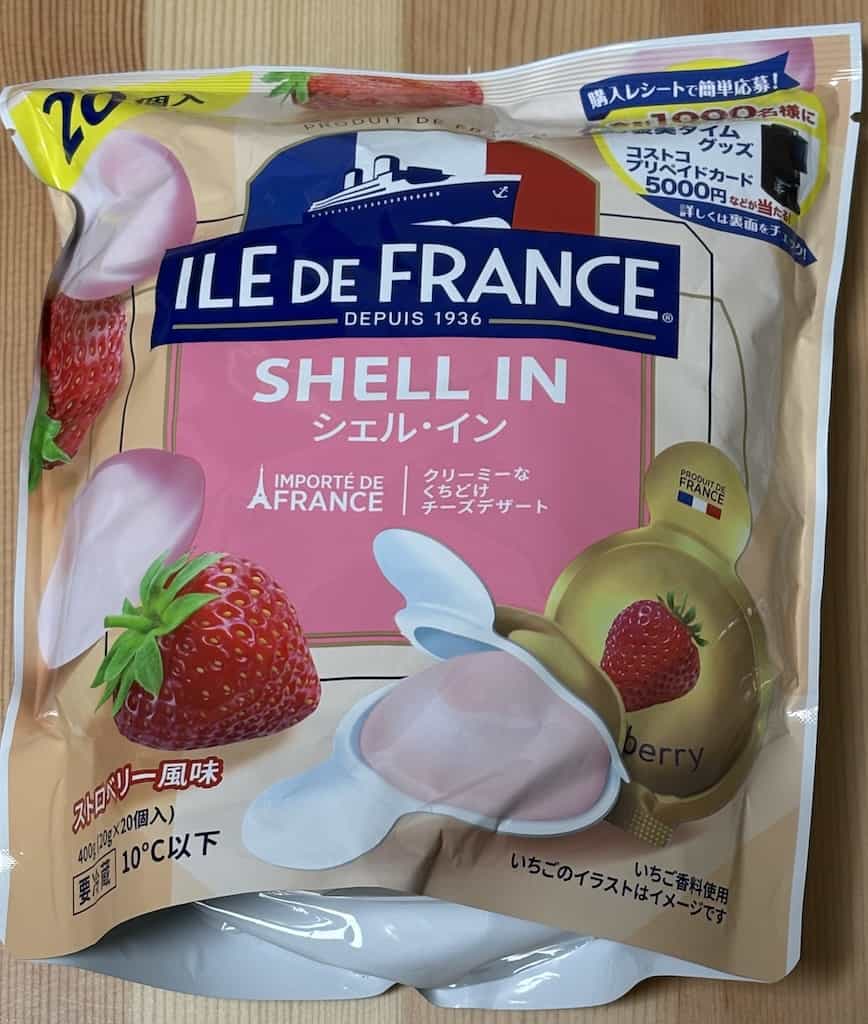 20個入
PRODUIT DE FRANCE
購入レシートで簡単応募!
1000名様に
タイム
グッズ
コストコ
プリペイドカード
5000円などが当たる!
詳しくは裏面をチェック!
ILE DE FRANCE®
DEPUIS 1936
SHELL IN
シェル・イン
IMPORTÉ DE
FRANCE
クリーミーな
くちどけ
チーズデザート
PRODUIT DE
FRANCE
berry
ストロベリー風味
400g(20g×20個入)
要冷蔵 10℃以下
いちご香料使用
いちごのイラストはイメージです